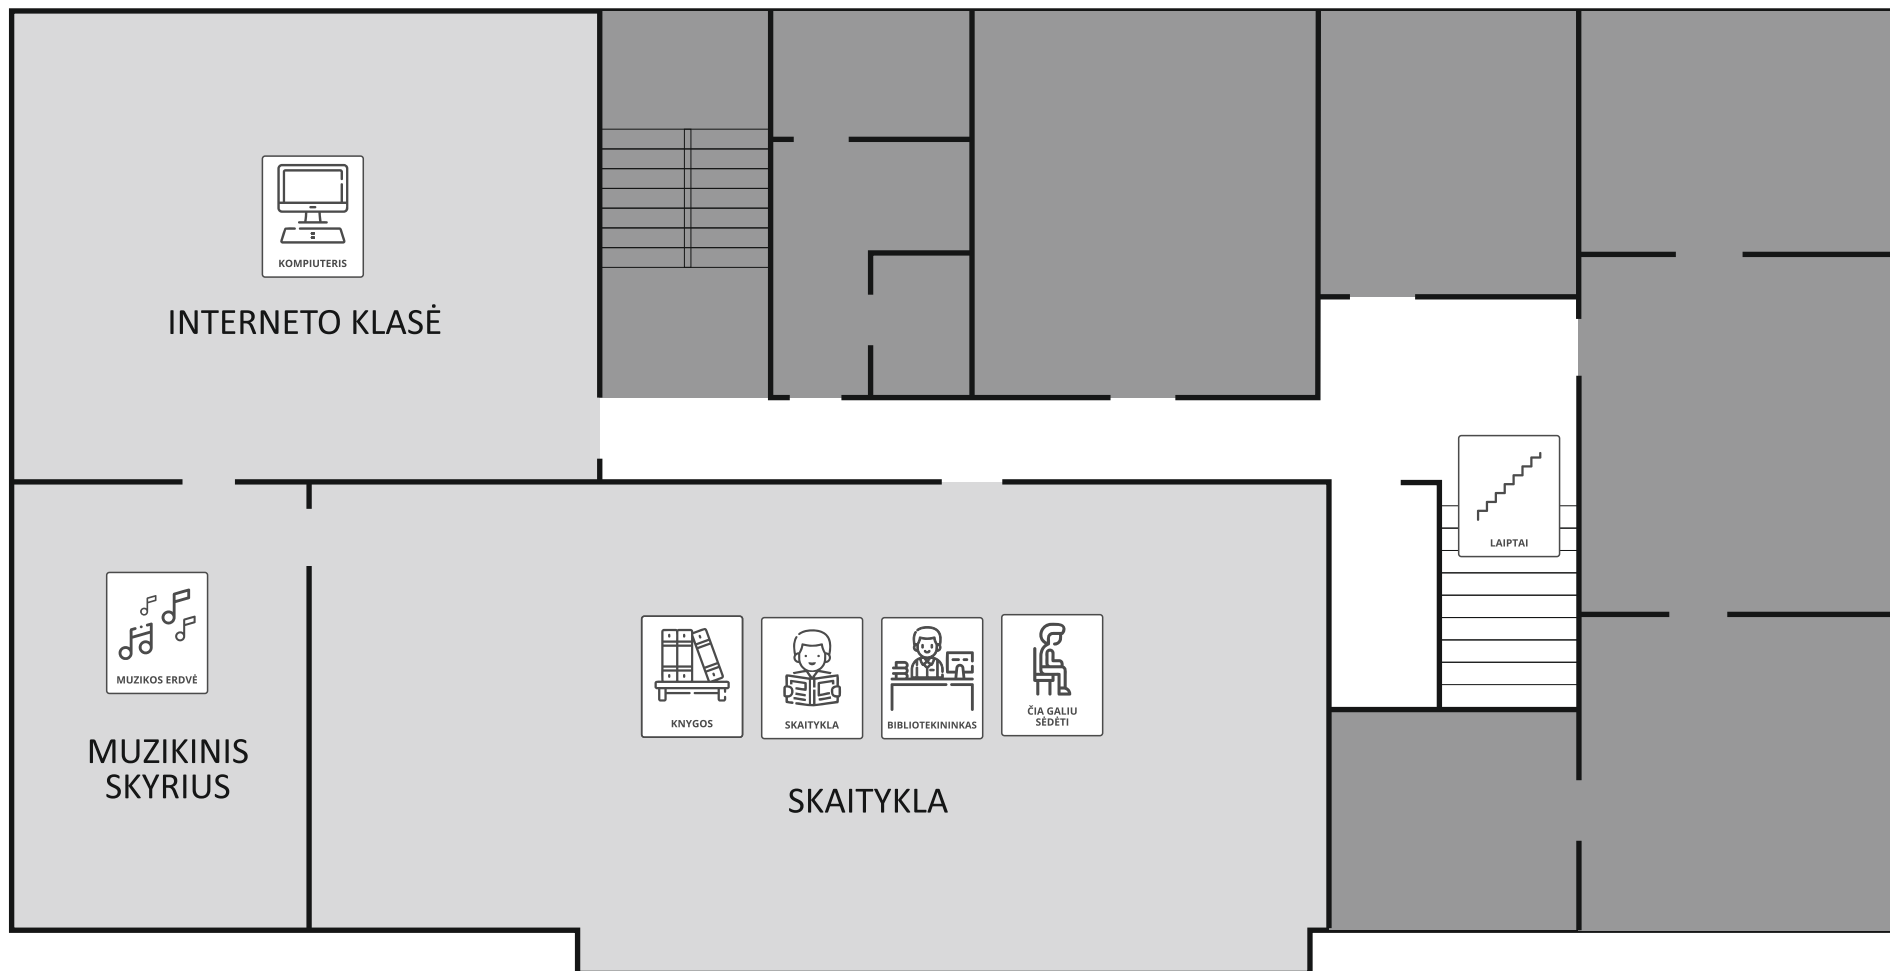 KOMPIUTERIS
INTERNETO KLASĖ
LAIPTAI
MUZIKOS ERDVĖ
MUZIKINIS
SKYRIUS
KNYGOS
SKAITYKLA
BIBLIOTEKININKAS
ČIA GALIU
SĖDĖTI
SKAITYKLA